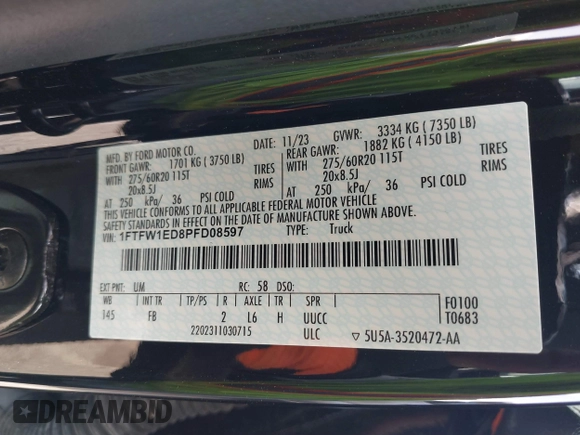 MFD. BY FORD MOTOR CO.
DATE: 11/23 GVWR: 3334 KG ( 7350 LB)
FRONT GAWR: 1701 KG ( 3750 LB) REAR GAWR: 1882 KG ( 4150 LB)
WITH 275/60R20 115T TIRES WITH 275/60R20 115T TIRES
20x8.5J RIMS 20x8.5J RIMS
AT 250 kPa/ 36 PSI COLD AT 250 kPa/ 36 PSI COLD
THIS VEHICLE CONFORMS TO ALL APPLICABLE FEDERAL MOTOR VEHICLE
SAFETY STANDARDS IN EFFECT ON THE DATE OF MANUFACTURE SHOWN ABOVE.
VIN: 1FTFW1ED8PFD08597 TYPE: Truck
EXT PNT: UM RC: 58 DSO:
WB INT TR TP/PS R AXLE TR SPR F0100
145 FB 2 L6 H UUCC T0683
2202311030715 ULC ▽ 5U5A-3520472-AA
DREAMBID